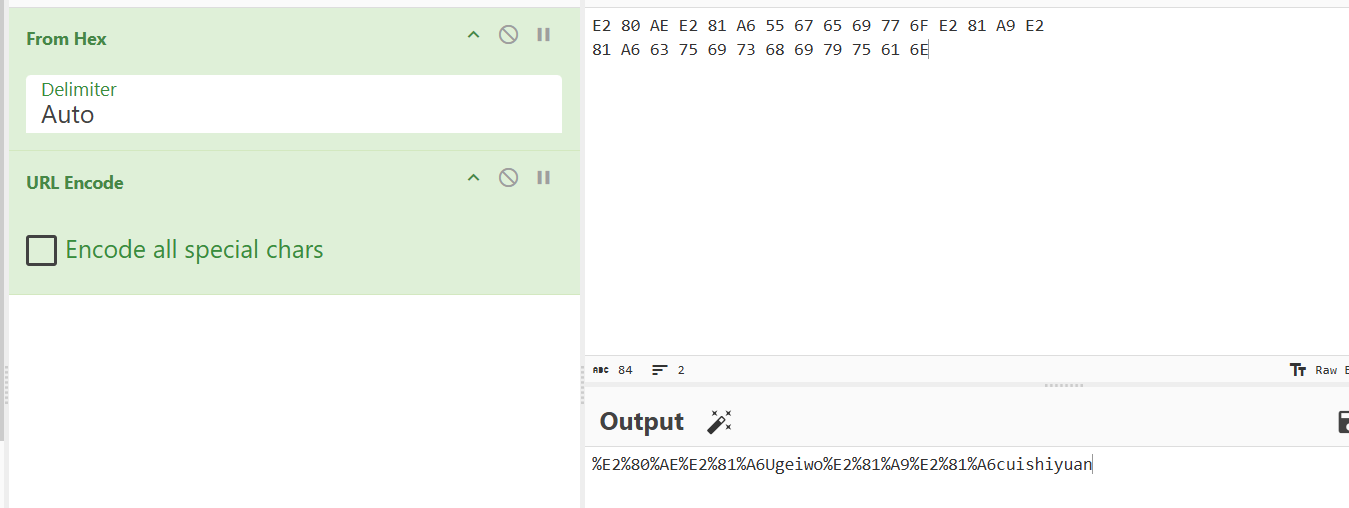 From Hex
Delimiter
Auto
URL Encode
Encode all special chars
E2 80 AE E2 81 A6 55 67 65 69 77 6F E2 81 A9 E2
81 A6 63 75 69 73 68 69 79 75 61 6E
ABC 84 2
Tт Raw B
Output
%E2%80%AE%E2%81%A6Ugeiwo%E2%81%A9%E2%81%A6cuishiyuan